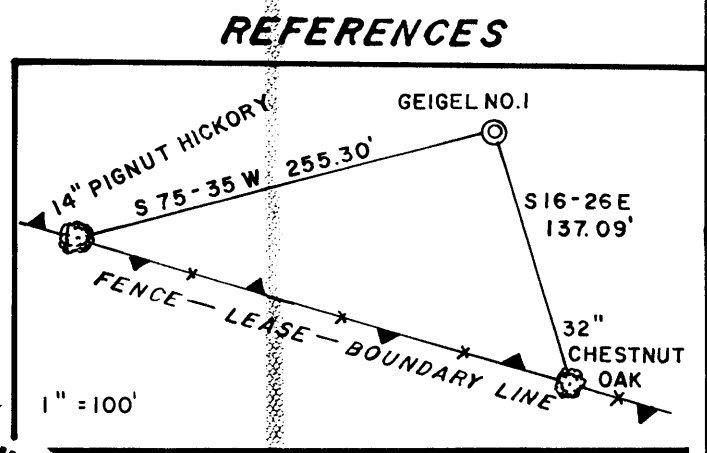 REFERENCES
GEIGEL NO.1
14" PIGNUT HICKORY
S 75-35 W 255.30'
S16-26E
137.09'
FENCE — LEASE — BOUNDARY LINE
32"
CHESTNUT
OAK
1" =100'